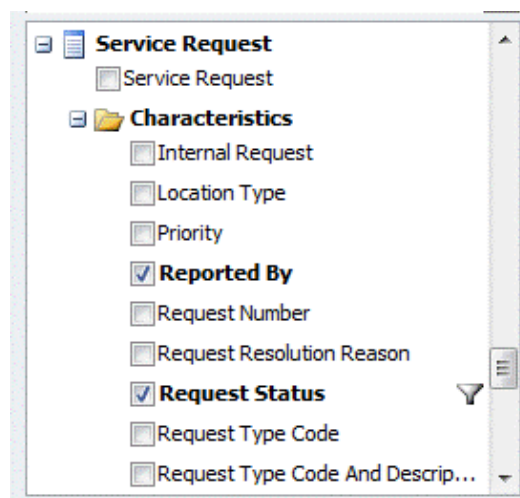 Service Request
Service Request
Characteristics
Internal Request
Location Type
Priority
Reported By
Request Number
Request Resolution Reason
Request Status
Request Type Code
Request Type Code And Descrip...